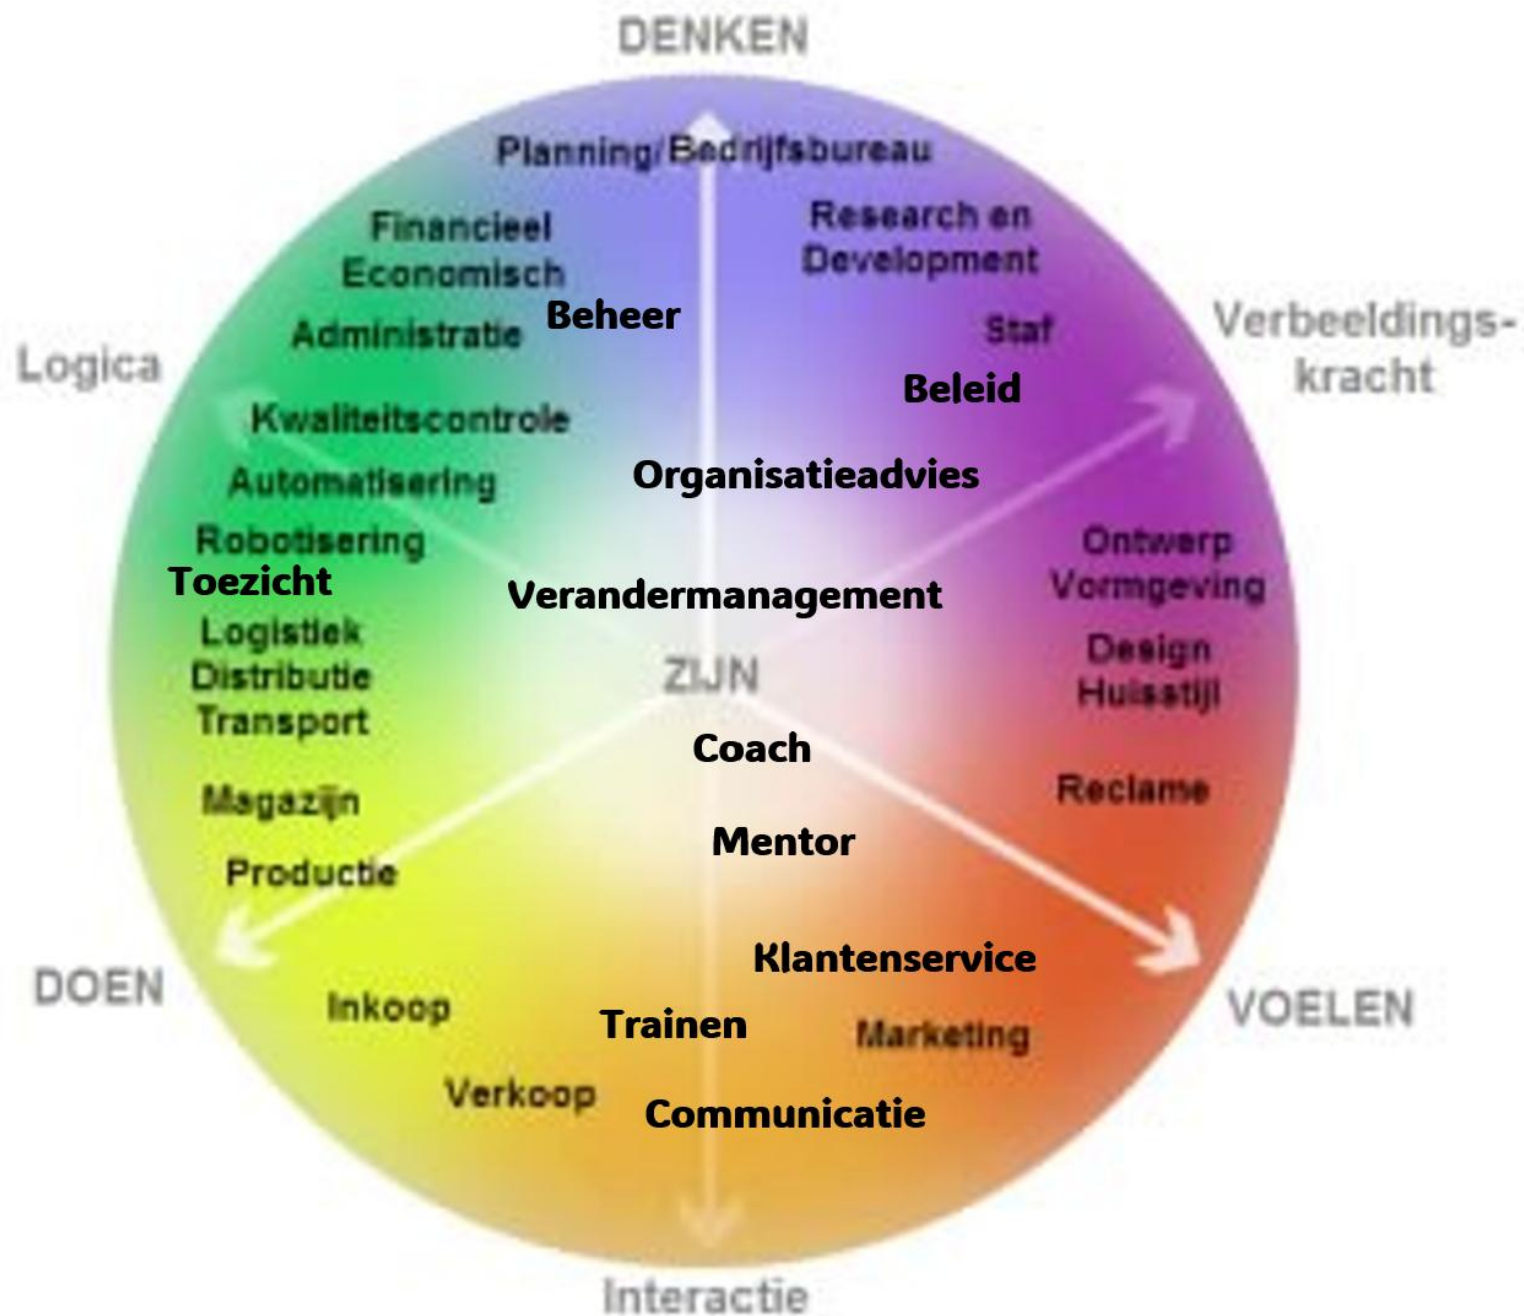 DENKEN
Planning/Bedrijfsbureau
Research en
Development
Financieel
Economisch
Beheer
Administratie
Staf
Verbeeldings-
kracht
Logica
Beleid
Kwaliteitscontrole
Organisatieadvies
Automatisering
Robotisering
Ontwerp
Vormgeving
Toezicht
Verandermanagement
Logistiek
Distributie
Transport
Design
Huisstijl
ZIJN
Coach
Magazijn
Reclame
Mentor
Productie
Klantenservice
DOEN
VOELEN
Inkoop
Trainen
Marketing
Verkoop
Communicatie
Interactie